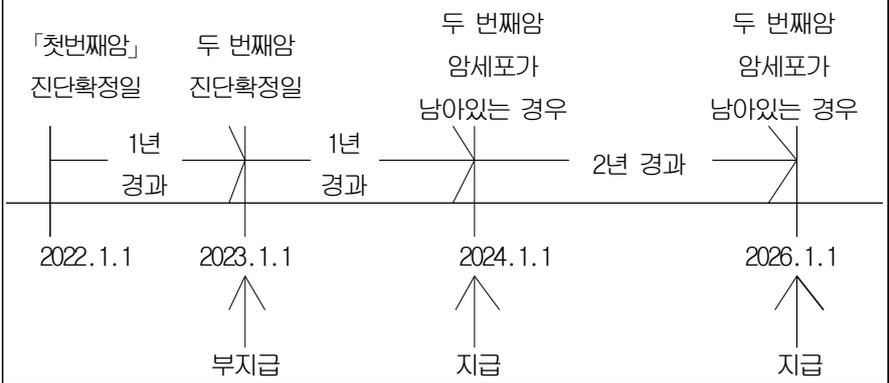 「첫번째암」
진단확정일
두 번째암
진단확정일
두 번째암
암세포가
남아있는 경우
두 번째암
암세포가
남아있는 경우
1년
경과
1년
경과
2년 경과
2022.1.1
2023.1.1
2024.1.1
2026.1.1
부지급
지급
지급